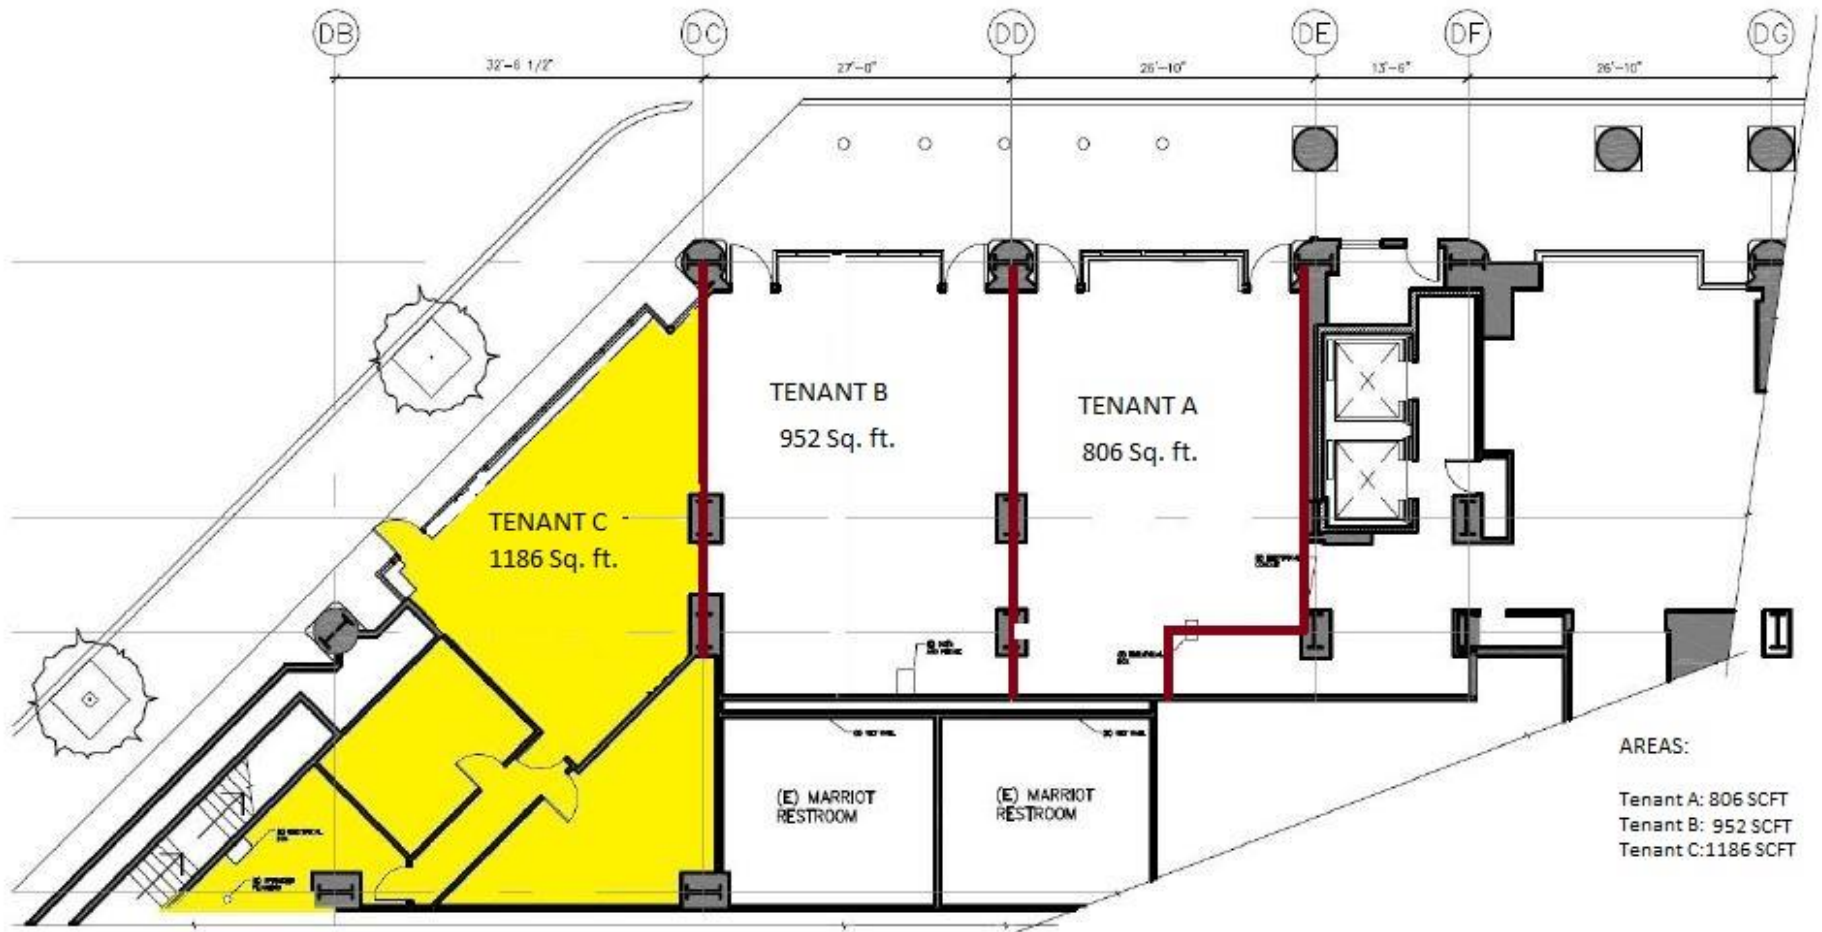 DB DC DD DE DF DG
32'-6 1/2" 27'-0" 26'-10" 13'-6" 26'-10"
TENANT B
952 Sq. ft.
TENANT A
806 Sq. ft.
TENANT C
1186 Sq. ft.
(E) MARRIOT
RESTROOM
(E) MARRIOT
RESTROOM
AREAS:
Tenant A: 806 SCFT
Tenant B: 952 SCFT
Tenant C:1186 SCFT